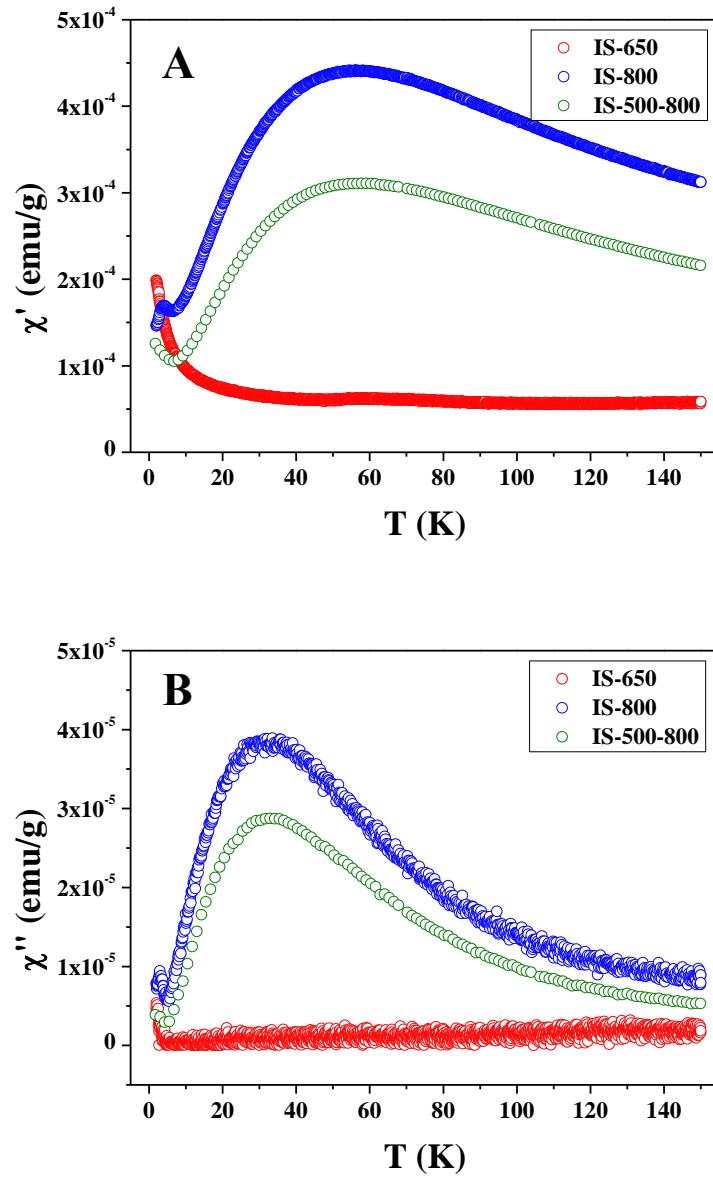 A
IS-650
IS-800
IS-500-800
5x10⁻⁴
4x10⁻⁴
3x10⁻⁴
2x10⁻⁴
1x10⁻⁴
0
χ' (emu/g)
0 20 40 60 80 100 120 140
T (K)
B
IS-650
IS-800
IS-500-800
5x10⁻⁵
4x10⁻⁵
3x10⁻⁵
2x10⁻⁵
1x10⁻⁵
0
χ'' (emu/g)
0 20 40 60 80 100 120 140
T (K)